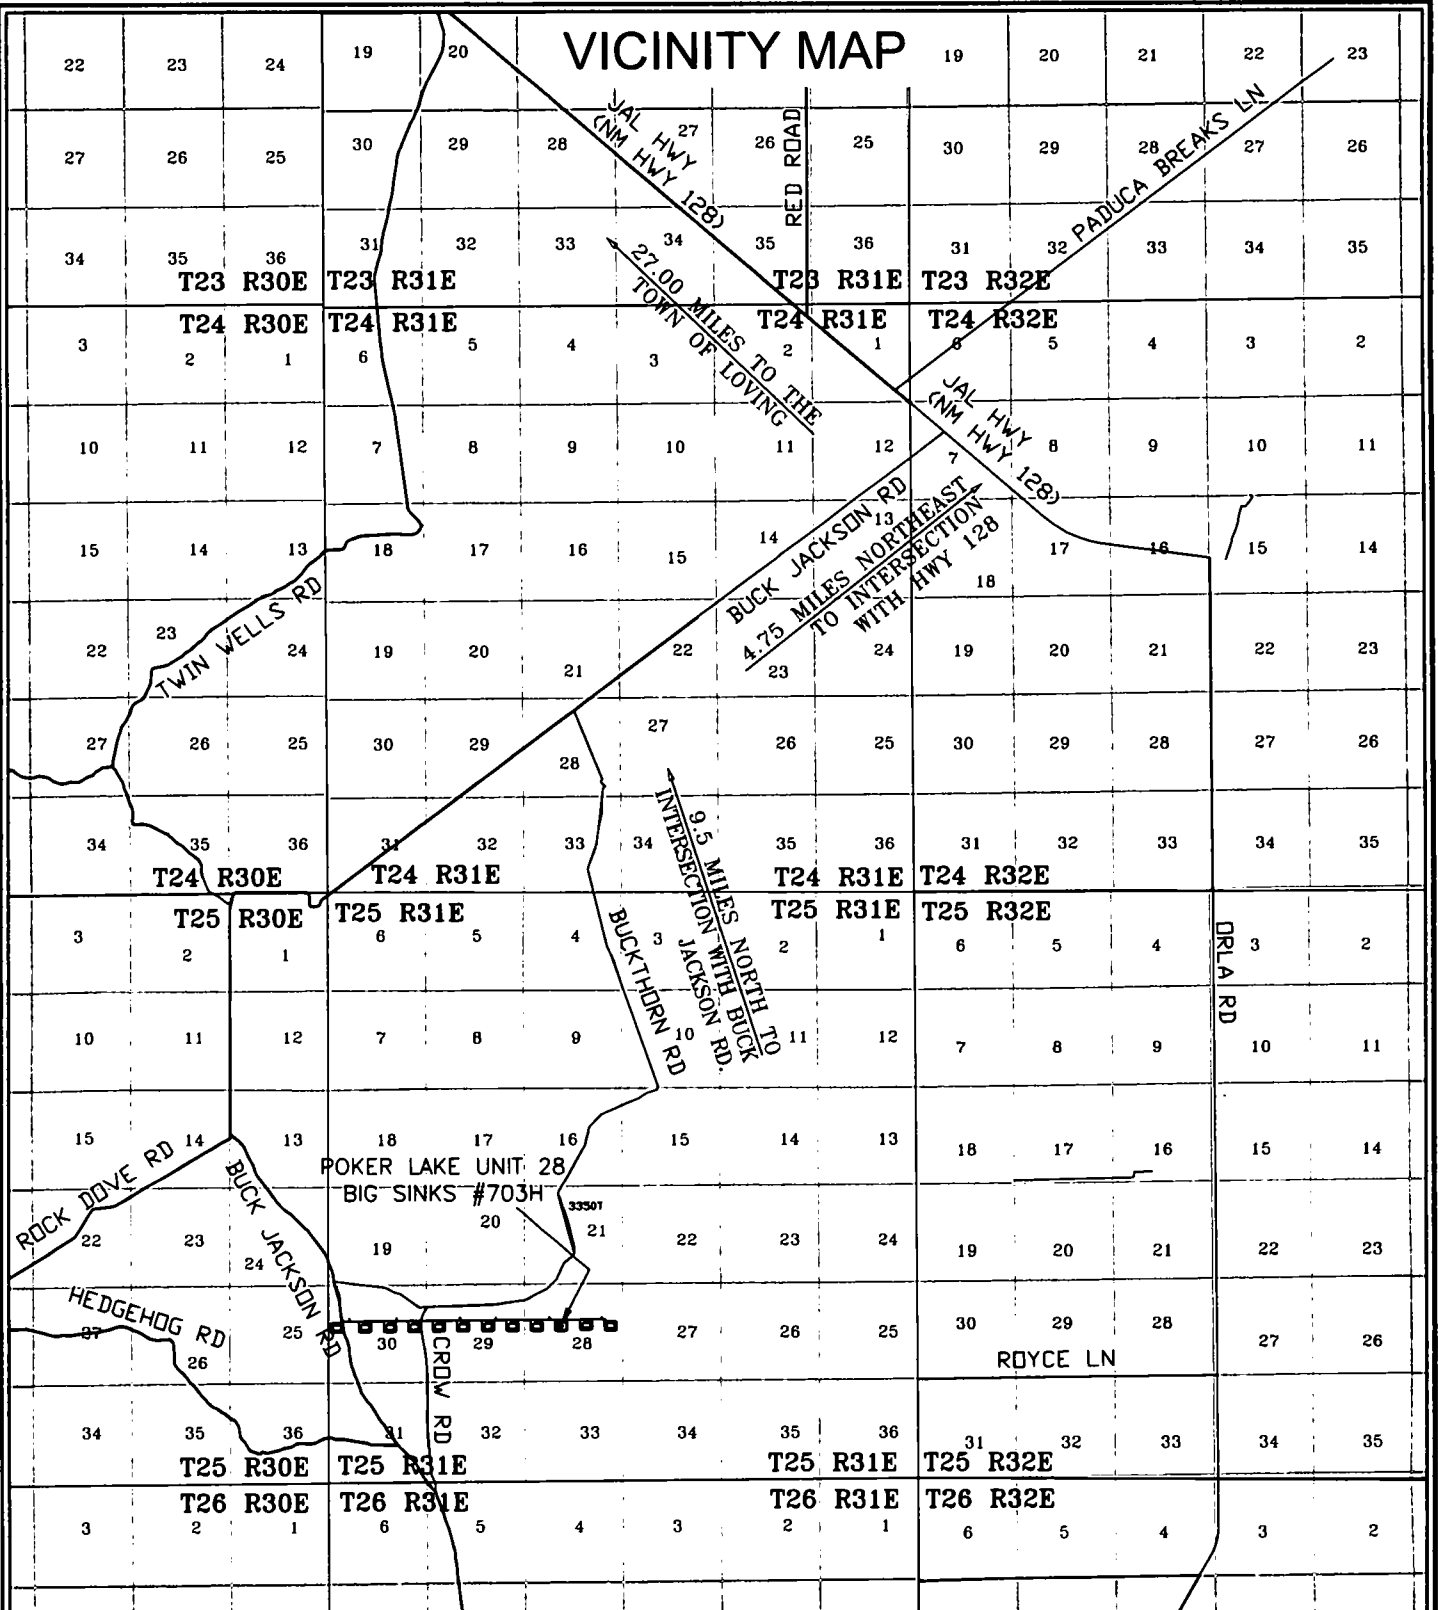 VICINITY MAP
22 23 24 19 20 19 20 21 22 23
JAL HWY
(NM HWY 128)
RED ROAD
PADUCA BREAKS LN
27 26 25 30 29 28 27 26 25 30 29 28 27 26
34 35 36 31 32 33 34 35 36 31 32 33 34 35
T23 R30E T23 R31E T23 R31E T23 R32E
T24 R30E T24 R31E T24 R31E T24 R32E
27.00 MILES TO THE
TOWN OF LOVING
3 2 1 6 5 4 3 2 1 6 5 4 3 2
JAL HWY
(NM HWY 128)
10 11 12 7 8 9 10 11 12 7 8 9 10 11
BUCK JACKSON RD
4.75 MILES NORTHEAST
TO INTERSECTION
WITH HWY 128
15 14 13 18 17 16 15 14 13 18 17 16 15 14
TWIN WELLS RD
22 23 24 19 20 21 22 23 24 19 20 21 22 23
27 26 25 30 29 28 27 26 25 30 29 28 27 26
34 35 36 31 32 33 34 35 36 31 32 33 34 35
9.5 MILES NORTH TO
INTERSECTION WITH BUCK
JACKSON RD.
T24 R30E T24 R31E T24 R31E T24 R32E
T25 R30E T25 R31E T25 R31E T25 R32E
3 2 1 6 5 4 3 2 1 6 5 4 3 2
BUCKTHORN RD
ORLA RD
10 11 12 7 8 9 10 11 12 7 8 9 10 11
15 14 13 18 17 16 15 14 13 18 17 16 15 14
ROCK DOVE RD
BUCK JACKSON RD
POKER LAKE UNIT 28
BIG SINKS #703H
33507
22 23 24 19 20 21 22 23 24 19 20 21 22 23
HEDGEHOG RD
27 26 25 30 29 28 27 26 25 30 29 28 27 26
CROW RD
ROYCE LN
34 35 36 31 32 33 34 35 36 31 32 33 34 35
T25 R30E T25 R31E T25 R31E T25 R32E
T26 R30E T26 R31E T26 R31E T26 R32E
3 2 1 6 5 4 3 2 1 6 5 4 3 2